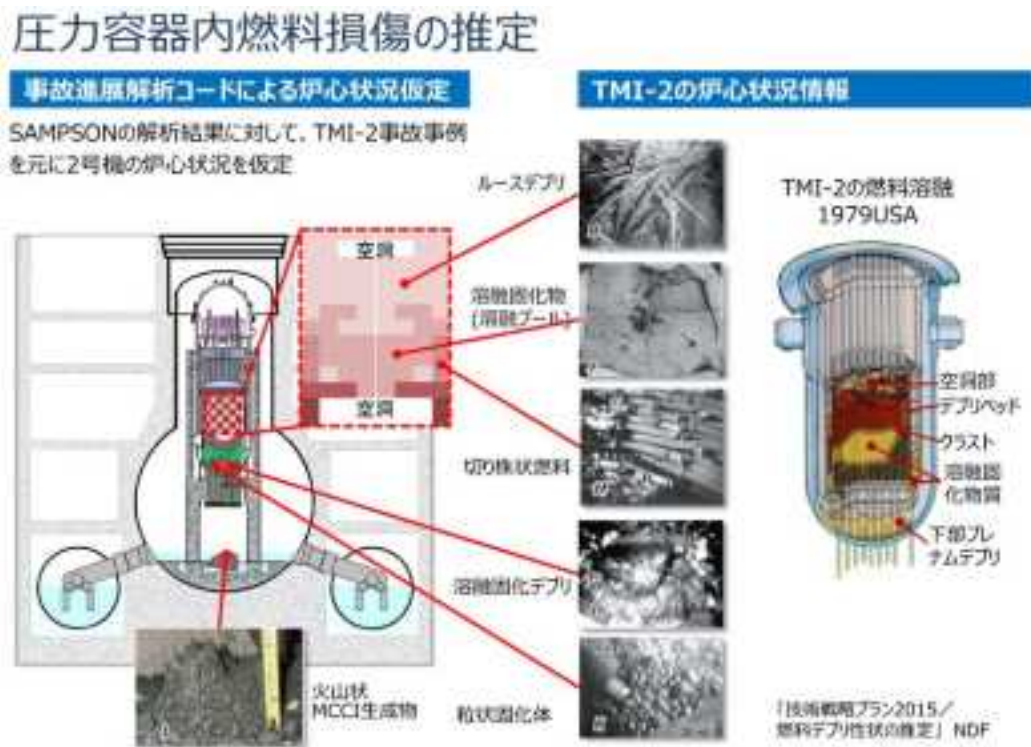 圧力容器内燃料損傷の推定
事故進展解析コードによる炉心状況仮定
SAMPSONの解析結果に対して、TMI-2事故事例
を元に2号機の炉心状況を仮定
空洞
空洞
火山状
MCCI生成物
TMI-2の炉心状況情報
ルースデブリ
溶融固化物
(溶融プール)
切り株状燃料
溶融固化デブリ
粒状固化体
TMI-2の燃料溶融
1979USA
空洞部
デブリベッド
クラスト
溶融固
化物質
下部プレ
ナムデブリ
「技術戦略プラン2015/
燃料デブリ性状の推定」 NDF